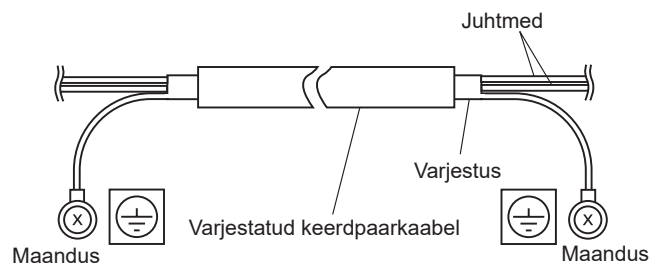 Juhtmed
Varjestus
Varjestatud keerdpaarkaabel
x
x
Maandus
Maandus